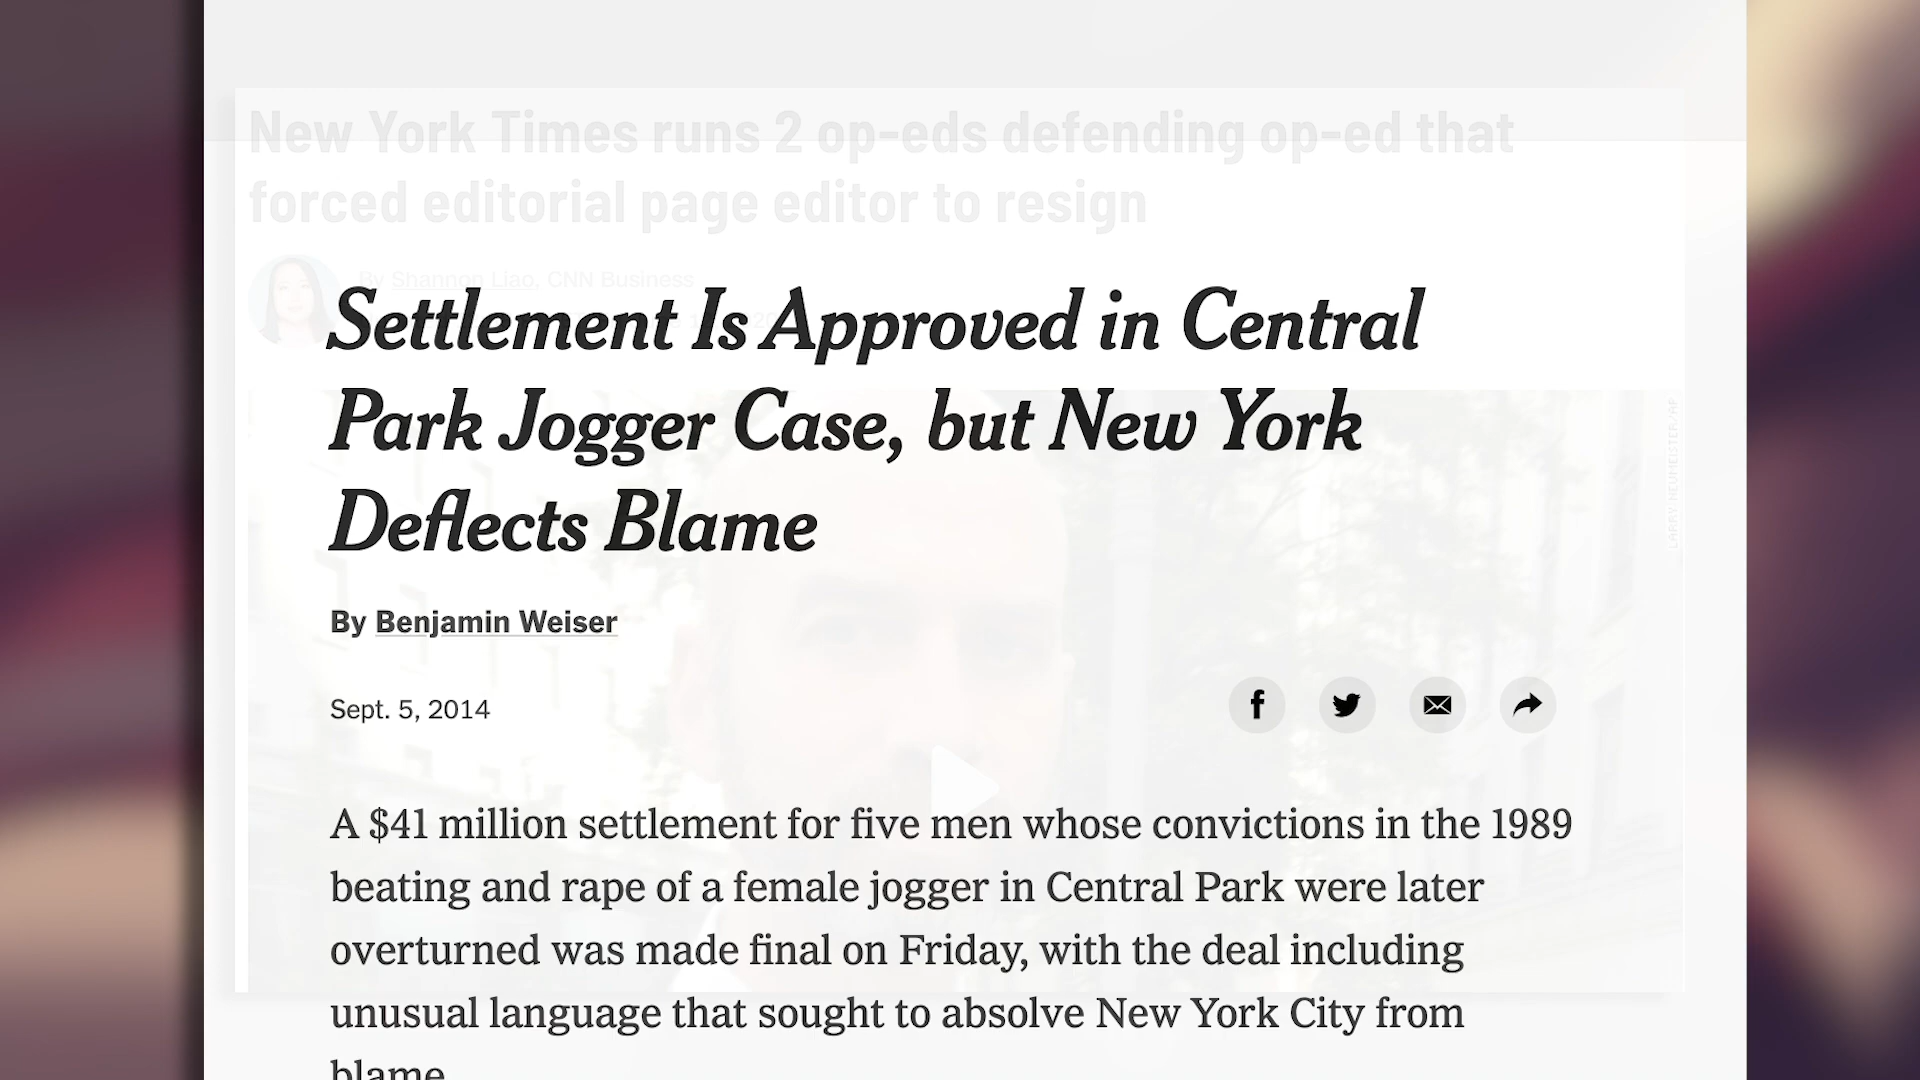 New York Times runs 2 op-eds defending op-ed that
forced editorial page editor to resign
By Shannon Liao, CNN Business
Settlement Is Approved in Central
Park Jogger Case, but New York
Deflects Blame
By Benjamin Weiser
Sept. 5, 2014
LARRY NEUMEISTER/AP
A $41 million settlement for five men whose convictions in the 1989
beating and rape of a female jogger in Central Park were later
overturned was made final on Friday, with the deal including
unusual language that sought to absolve New York City from
blame